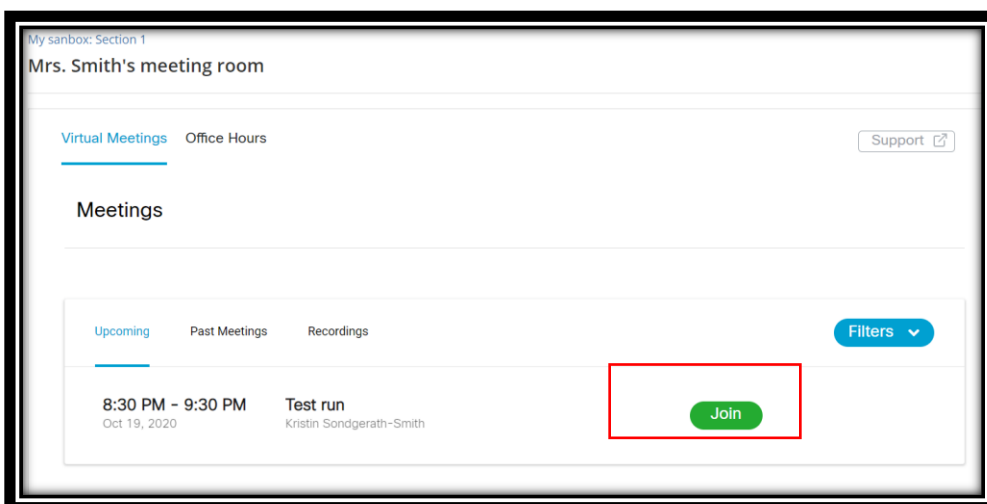 My sanbox: Section 1
Mrs. Smith's meeting room
Virtual Meetings Office Hours Support
Meetings
Upcoming Past Meetings Recordings Filters
8:30 PM - 9:30 PM Test run Join
Oct 19, 2020 Kristin Sondgerath-Smith